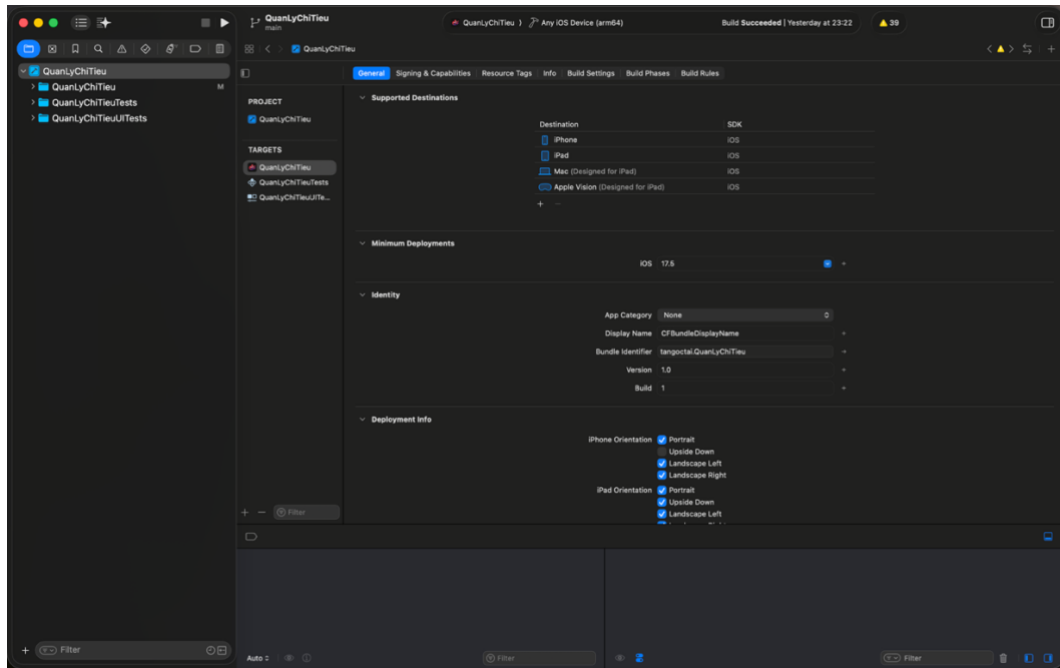 QuanLyChiTieu
main
QuanLyChiTieu
Any iOS Device (arm64)
Build Succeeded | Yesterday at 23:22
39
QuanLyChiTieu
QuanLyChiTieu
M
QuanLyChiTieuTests
QuanLyChiTieuUITests
QuanLyChiTieu
General Signing & Capabilities Resource Tags Info Build Settings Build Phases Build Rules
PROJECT
QuanLyChiTieu
TARGETS
QuanLyChiTieu
QuanLyChiTieuTests
QuanLyChiTieuUITe...
Supported Destinations
Destination SDK
iPhone iOS
iPad iOS
Mac (Designed for iPad) iOS
Apple Vision (Designed for iPad) iOS
Minimum Deployments
iOS 17.5
Identity
App Category None
Display Name CFBundleDisplayName
Bundle Identifier tangoctai.QuanLyChiTieu
Version 1.0
Build 1
Deployment Info
iPhone Orientation Portrait
Upside Down
Landscape Left
Landscape Right
iPad Orientation Portrait
Upside Down
Landscape Left
Filter
Filter
Auto
Filter
Filter